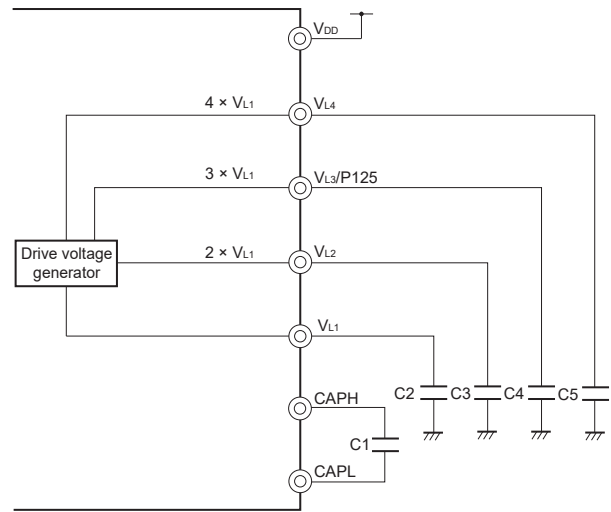 VDD
4 × VL1
VL4
3 × VL1
VL3/P125
Drive voltage
generator
2 × VL1
VL2
VL1
CAPH
C2
C3
C4
C5
C1
CAPL